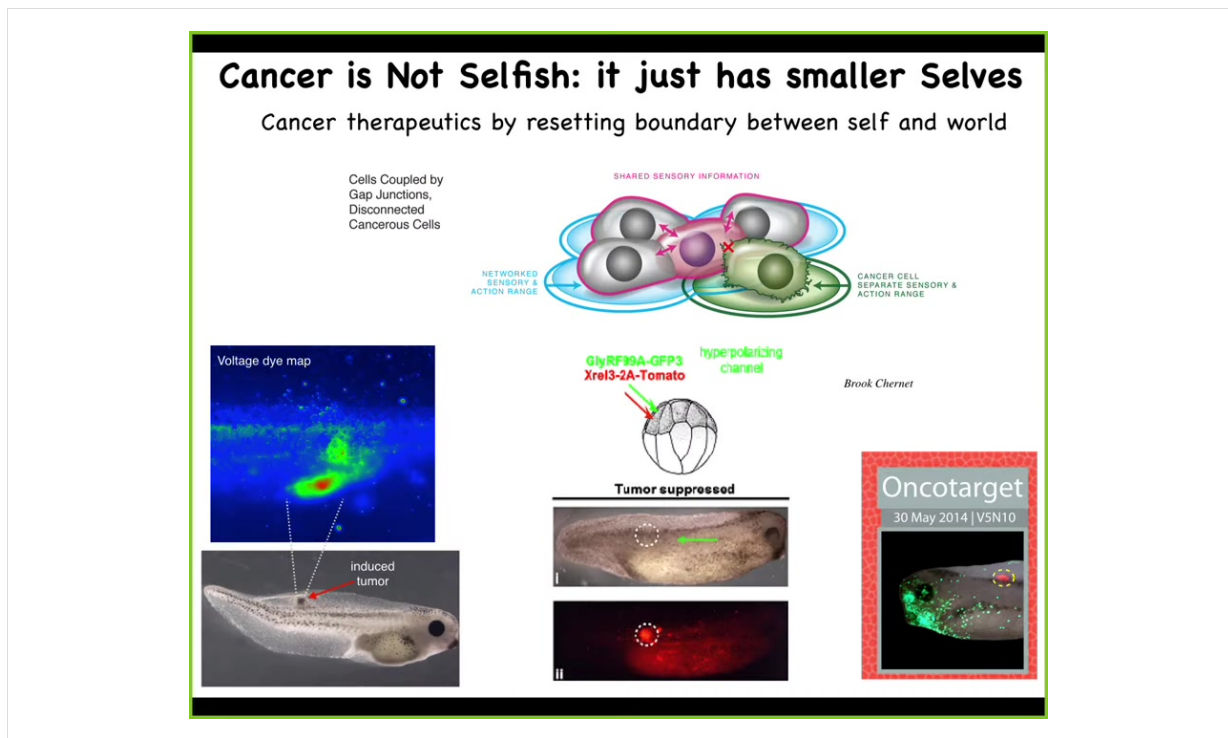 Cancer is Not Selfish: it just has smaller Selves
Cancer therapeutics by resetting boundary between self and world
Cells Coupled by
Gap Junctions,
Disconnected
Cancerous Cells
SHARED SENSORY INFORMATION
NETWORKED
SENSORY &
ACTION RANGE
CANCER CELL
SEPARATE SENSORY &
ACTION RANGE
Voltage dye map
induced
tumor
GlyRF99A-GFP3
Xrel3-2A-Tomato
hyperpolarizing
channel
Brook Chernet
Tumor suppressed
i
ii
Oncotarget
30 May 2014 | V5N10